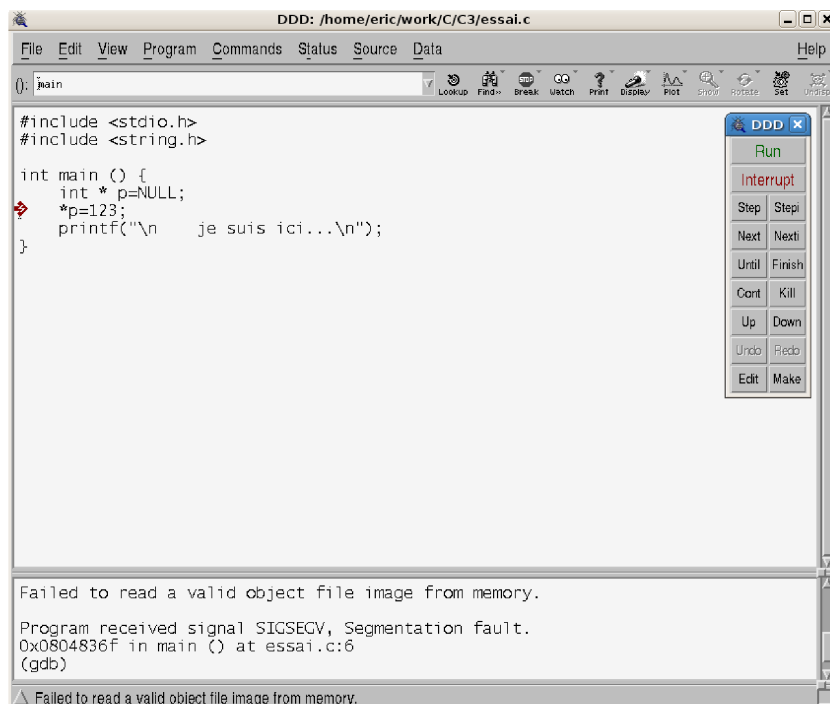 DDD: /home/eric/work/C/C3/essai.c
File Edit View Program Commands Status Source Data Help
(): main
Lookup Find» Break Watch Print Display Plot Show Rotate Set Undisp
#include <stdio.h>
#include <string.h>
int main () {
    int * p=NULL;
    *p=123;
    printf("\n    je suis ici...\n");
}
DDD
Run
Interrupt
Step Stepi
Next Nexti
Until Finish
Cont Kill
Up Down
Undo Redo
Edit Make
Failed to read a valid object file image from memory.
Program received signal SIGSEGV, Segmentation fault.
0x0804836f in main () at essai.c:6
(gdb)
Failed to read a valid object file image from memory.